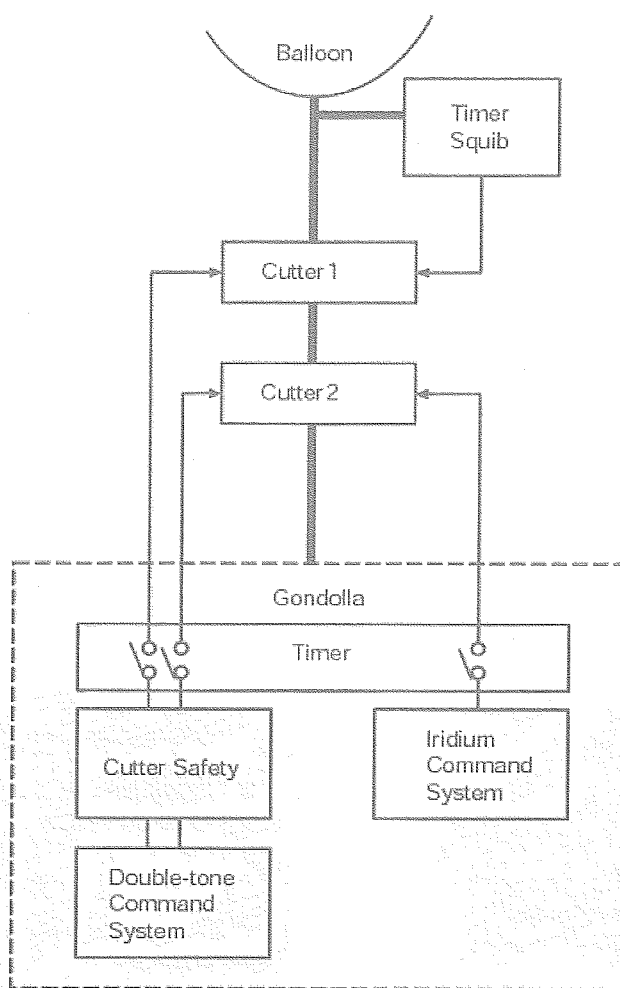 Balloon
Timer
Squib
Cutter 1
Cutter 2
Gondolla
Timer
Cutter Safety
Iridium
Command
System
Double-tone
Command
System